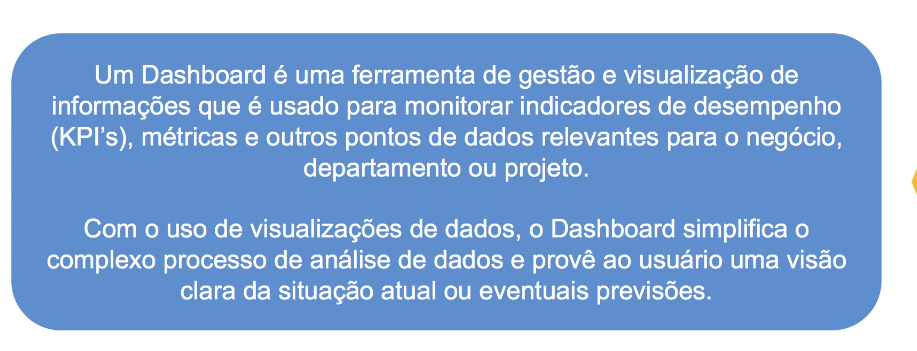 Um Dashboard é uma ferramenta de gestão e visualização de
informações que é usado para monitorar indicadores de desempenho
(KPI’s), métricas e outros pontos de dados relevantes para o negócio,
departamento ou projeto.
Com o uso de visualizações de dados, o Dashboard simplifica o
complexo processo de análise de dados e provê ao usuário uma visão
clara da situação atual ou eventuais previsões.